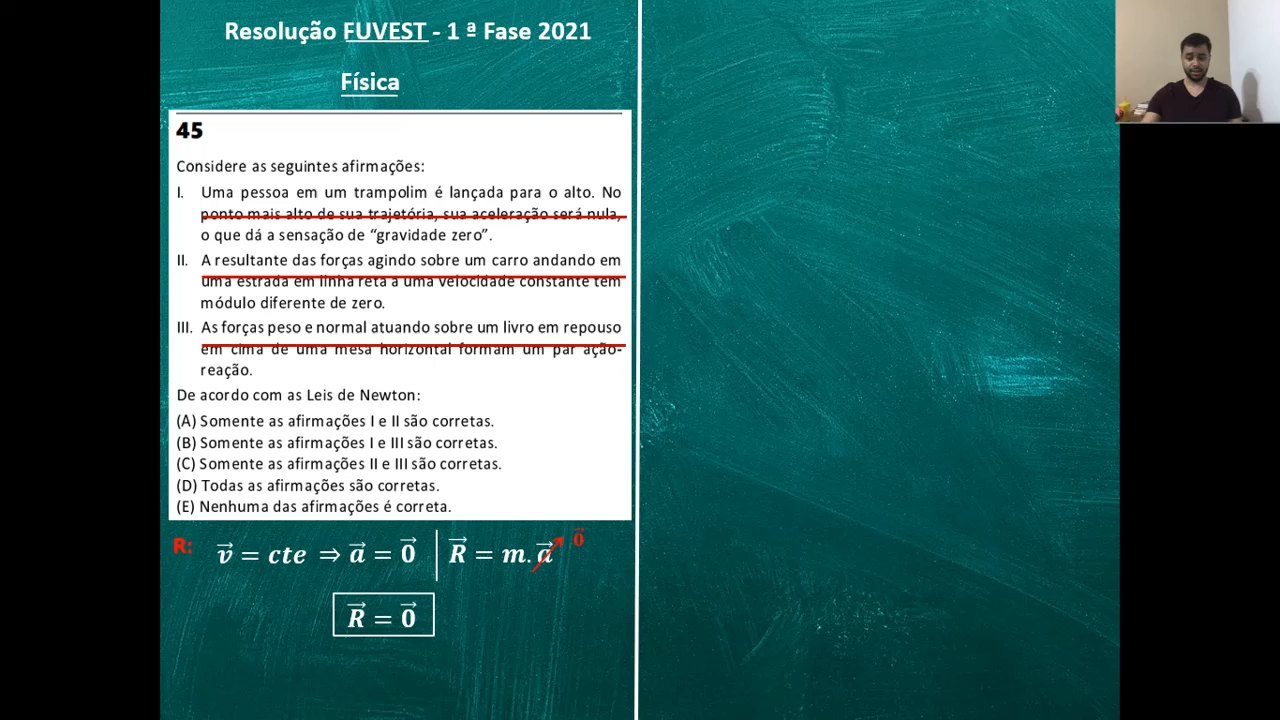 Resolução FUVEST - 1 ª Fase 2021
Física
45
Considere as seguintes afirmações:
I. Uma pessoa em um trampolim é lançada para o alto. No
ponto mais alto de sua trajetória, sua aceleração será nula,
o que dá a sensação de “gravidade zero”.
II. A resultante das forças agindo sobre um carro andando em
uma estrada em linha reta a uma velocidade constante tem
módulo diferente de zero.
III. As forças peso e normal atuando sobre um livro em repouso
em cima de uma mesa horizontal formam um par ação-
reação.
De acordo com as Leis de Newton:
(A) Somente as afirmações I e II são corretas.
(B) Somente as afirmações I e III são corretas.
(C) Somente as afirmações II e III são corretas.
(D) Todas as afirmações são corretas.
(E) Nenhuma das afirmações é correta.
R: v⃗ = cte ⇒ a⃗ = 0⃗ | R⃗ = m. a⃗ 0⃗
R⃗ = 0⃗